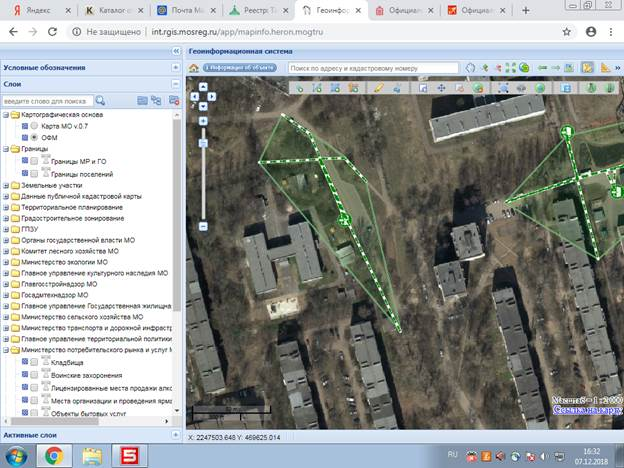 Яндекс
Каталог о
Почта Ма
Реестр: Та
Геоинформ
Официал
Официал
Не защищено | int.rgis.mosreg.ru/app/mapinfo.heron.mogtru
Геоинформационная система
Условные обозначения
Информация об объекте
Поиск по адресу и кадастровому номеру
Слои
введите слово для поиска
Картографическая основа
Карта МО v.0.7
ОФМ
Границы
Границы МР и ГО
Границы поселений
Земельные участки
Данные публичной кадастровой карты
Территориальное планирование
Градостроительное зонирование
ГПЗУ
Органы государственной власти МО
Комитет лесного хозяйства МО
Министерство экологии МО
Главное управление культурного наследия МО
Главгосстройнадзор МО
Госадмтехнадзор МО
Главное управление Государственная жилищна
Министерство сельского хозяйства МО
Министерство транспорта и дорожной инфрастр
Главное управление территориальной политики
Министерство потребительского рынка и услуг М
Кладбища
Воинские захоронения
Лицензированные места продажи алко
Места организации и проведения ярма
Объекты бытовых услуг
Масштаб = 1 : 2000
Ссылка на карту
Активные слои
X: 2247503.648 Y: 469625.014
RU
16:32
07.12.2018